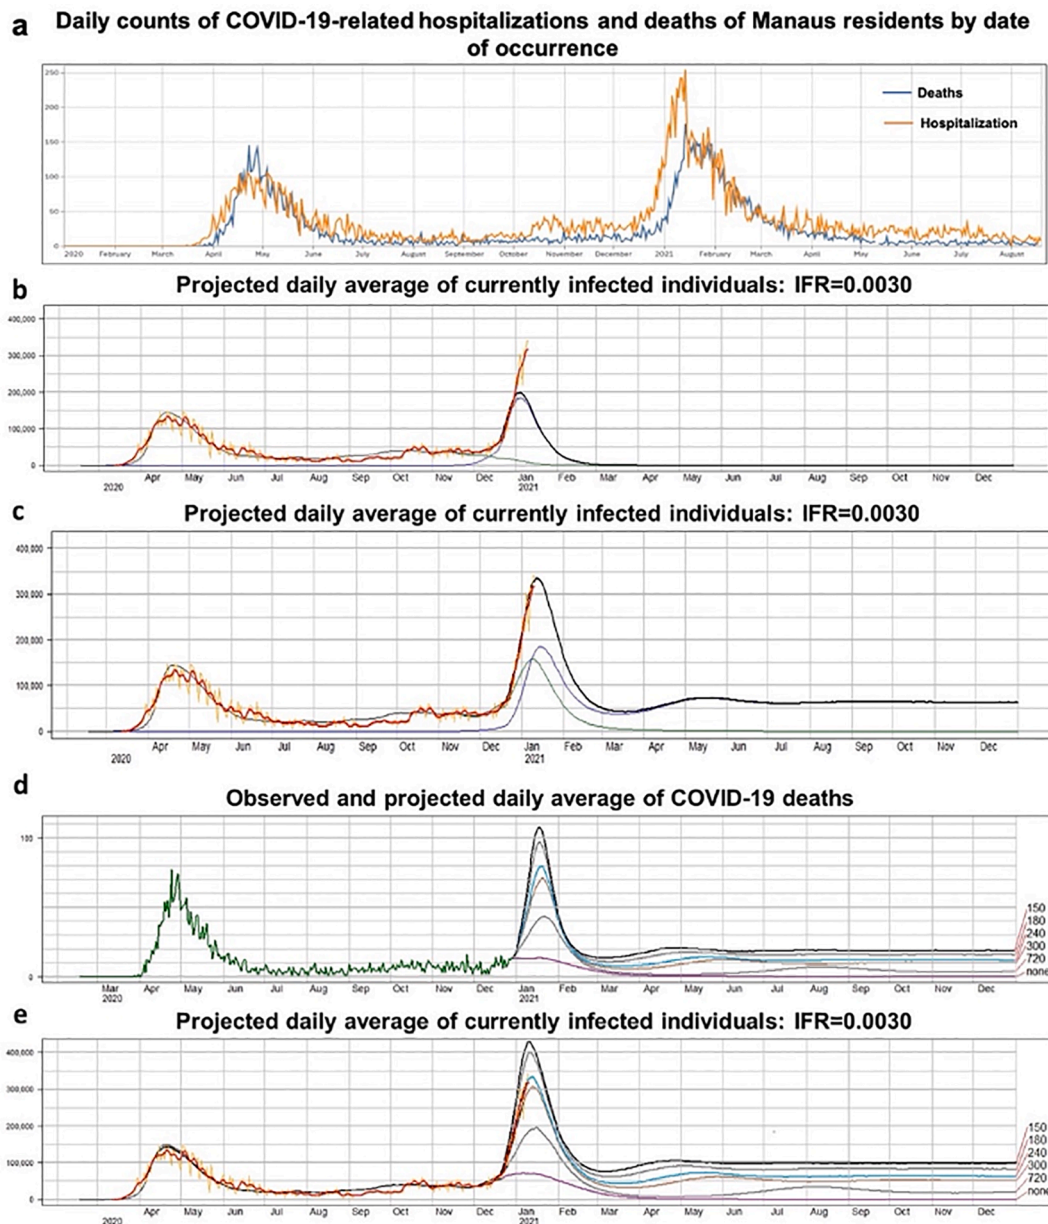 a
Daily counts of COVID-19-related hospitalizations and deaths of Manaus residents by date
of occurrence
250
200
150
100
50
0
Deaths
Hospitalization
2020 February March April May June July August September October November December 2021 February March April May June July August
b
Projected daily average of currently infected individuals: IFR=0.0030
400,000
300,000
200,000
100,000
0
Apr May Jun Jul Aug Sep Oct Nov Dec Jan Feb Mar Apr May Jun Jul Aug Sep Oct Nov Dec
2020 2021
c
Projected daily average of currently infected individuals: IFR=0.0030
400,000
300,000
200,000
100,000
0
Apr May Jun Jul Aug Sep Oct Nov Dec Jan Feb Mar Apr May Jun Jul Aug Sep Oct Nov Dec
2020 2021
d
Observed and projected daily average of COVID-19 deaths
100
0
150
180
240
300
720
none
Mar Apr May Jun Jul Aug Sep Oct Nov Dec Jan Feb Mar Apr May Jun Jul Aug Sep Oct Nov Dec
2020 2021
e
Projected daily average of currently infected individuals: IFR=0.0030
400,000
300,000
200,000
100,000
0
150
180
240
300
720
none
Apr May Jun Jul Aug Sep Oct Nov Dec Jan Feb Mar Apr May Jun Jul Aug Sep Oct Nov Dec
2020 2021